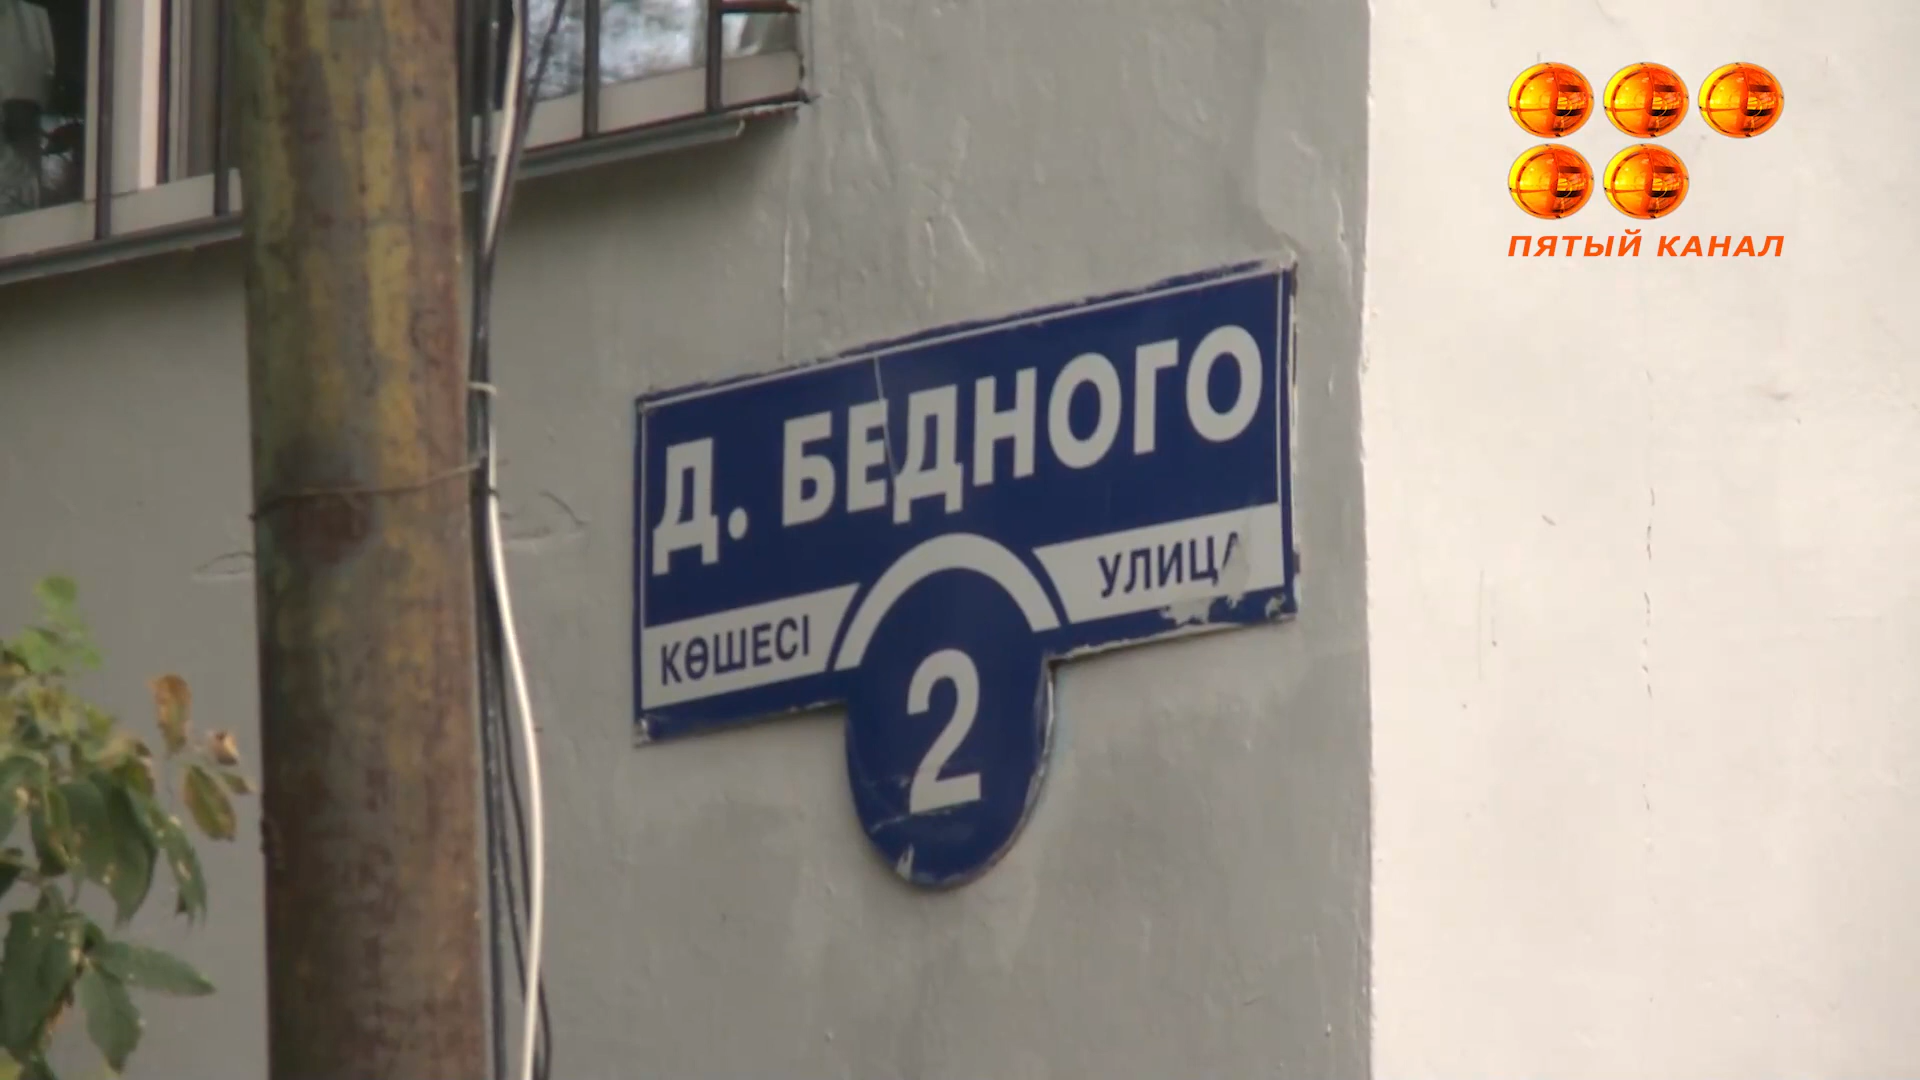 ПЯТЫЙ КАНАЛ
Д. БЕДНОГО
КӨШЕСІ
УЛИЦА
2